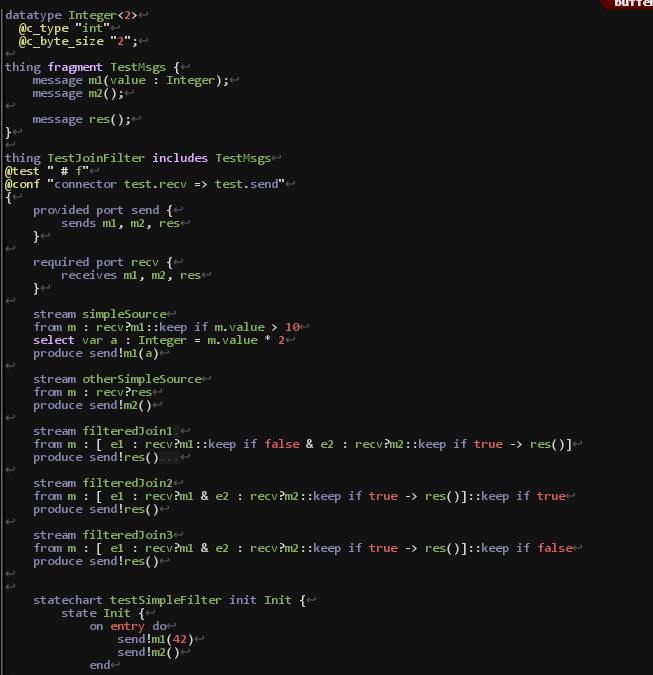 buffer
datatype Integer<2>
  @c_type "int"
  @c_byte_size "2";

thing fragment TestMsgs {
    message m1(value : Integer);
    message m2();

    message res();
}

thing TestJoinFilter includes TestMsgs
@test " # f"
@conf "connector test.recv => test.send"
{
    provided port send {
        sends m1, m2, res
    }

    required port recv {
        receives m1, m2, res
    }

    stream simpleSource
    from m : recv?m1::keep if m.value > 10
    select var a : Integer = m.value * 2
    produce send!m1(a)

    stream otherSimpleSource
    from m : recv?res
    produce send!m2()

    stream filteredJoin1
    from m : [ e1 : recv?m1::keep if false & e2 : recv?m2::keep if true -> res()]
    produce send!res()...

    stream filteredJoin2
    from m : [ e1 : recv?m1 & e2 : recv?m2::keep if true -> res()]::keep if true
    produce send!res()

    stream filteredJoin3
    from m : [ e1 : recv?m1 & e2 : recv?m2::keep if true -> res()]::keep if false
    produce send!res()


    statechart testSimpleFilter init Init {
        state Init {
            on entry do
                send!m1(42)
                send!m2()
            end